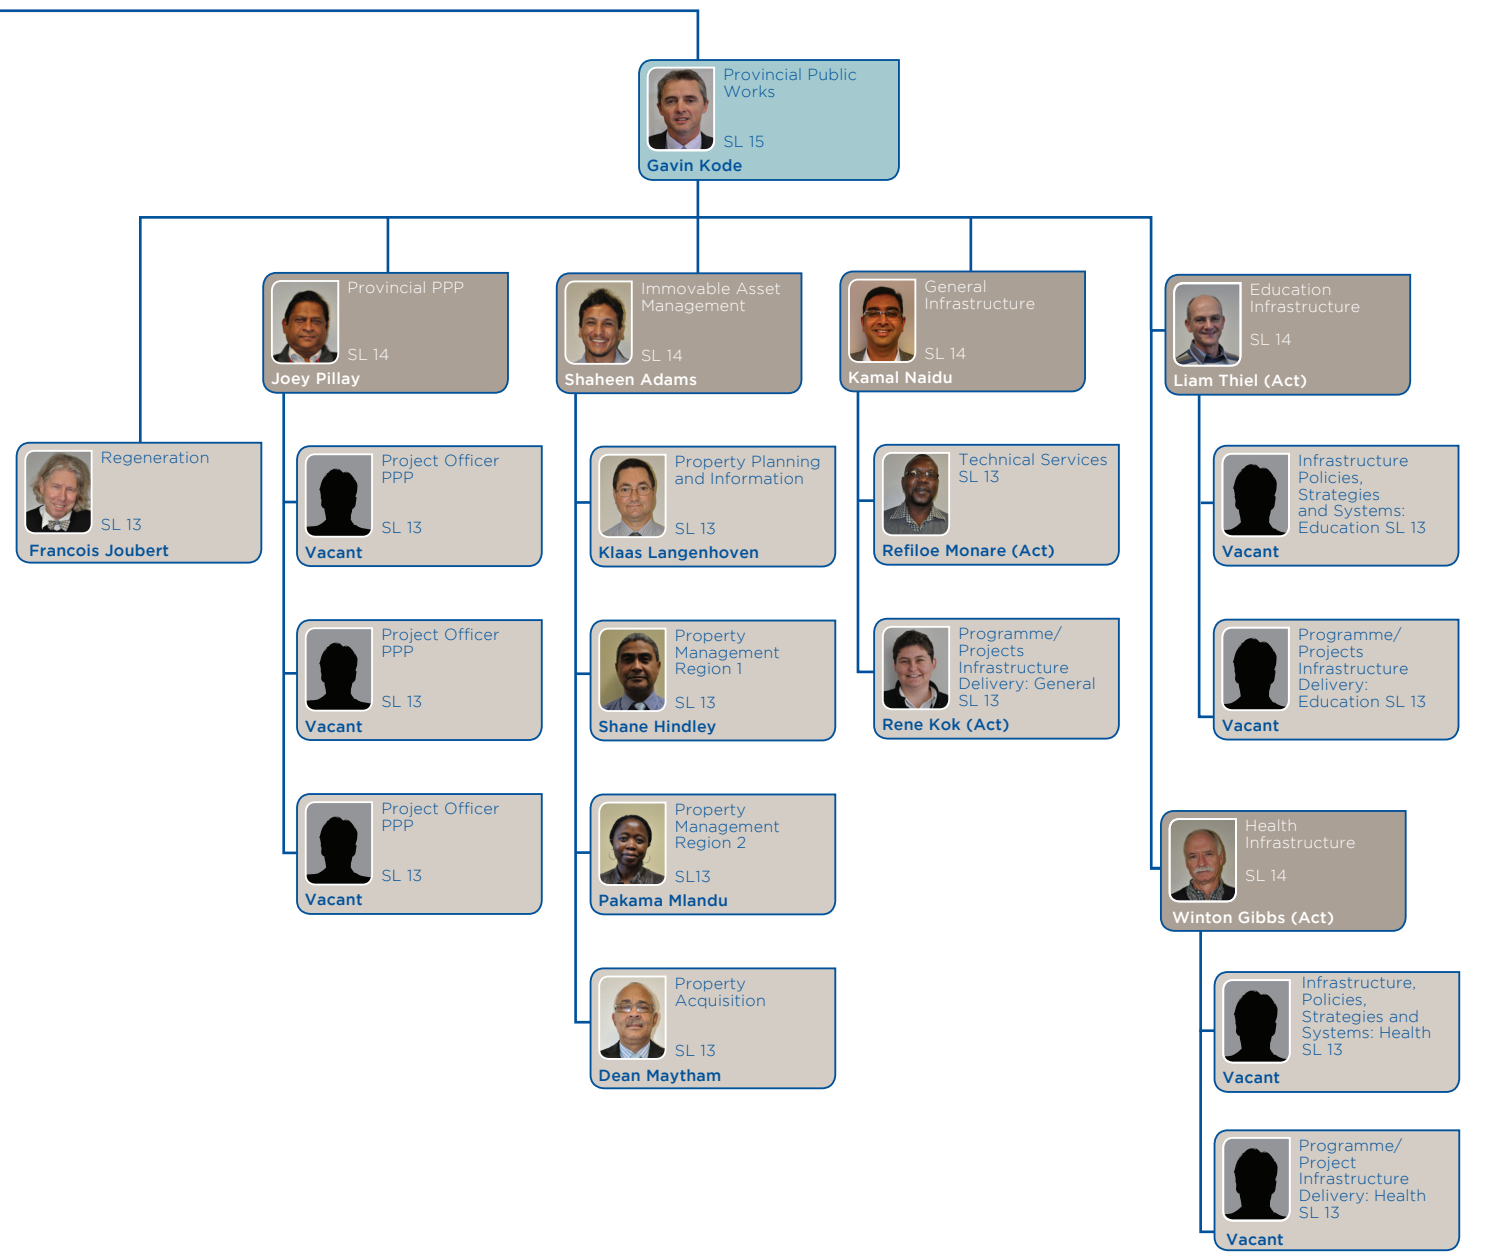 Provincial Public
Works
SL 15
Gavin Kode
Provincial PPP
SL 14
Joey Pillay
Immovable Asset
Management
SL 14
Shaheen Adams
General
Infrastructure
SL 14
Kamal Naidu
Education
Infrastructure
SL 14
Liam Thiel (Act)
Regeneration
SL 13
Francois Joubert
Project Officer
PPP
SL 13
Vacant
Property Planning
and Information
SL 13
Klaas Langenhoven
Technical Services
SL 13
Refiloe Monare (Act)
Infrastructure
Policies,
Strategies
and Systems:
Education SL 13
Vacant
Project Officer
PPP
SL 13
Vacant
Property
Management
Region 1
SL 13
Shane Hindley
Programme/
Projects
Infrastructure
Delivery: General
SL 13
Rene Kok (Act)
Programme/
Projects
Infrastructure
Delivery:
Education SL 13
Vacant
Project Officer
PPP
SL 13
Vacant
Property
Management
Region 2
SL13
Pakama Mlandu
Health
Infrastructure
SL 14
Winton Gibbs (Act)
Property
Acquisition
SL 13
Dean Maytham
Infrastructure,
Policies,
Strategies and
Systems: Health
SL 13
Vacant
Programme/
Project
Infrastructure
Delivery: Health
SL 13
Vacant